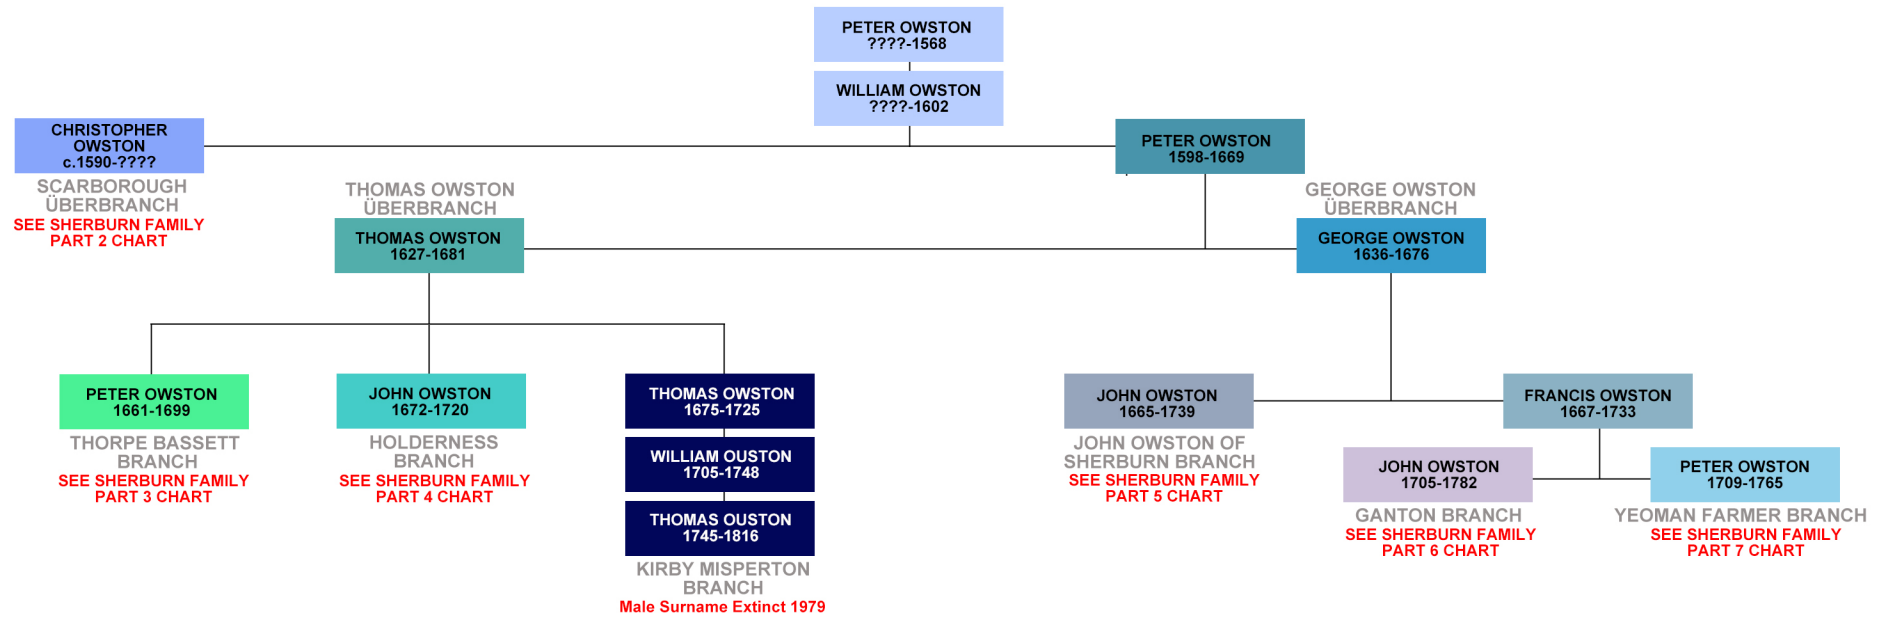 PETER OWSTON
????-1568
WILLIAM OWSTON
????-1602
CHRISTOPHER
OWSTON
c.1590-????
SCARBOROUGH
ÜBERBRANCH
SEE SHERBURN FAMILY
PART 2 CHART
PETER OWSTON
1598-1669
THOMAS OWSTON
ÜBERBRANCH
THOMAS OWSTON
1627-1681
GEORGE OWSTON
ÜBERBRANCH
GEORGE OWSTON
1636-1676
PETER OWSTON
1661-1699
THORPE BASSETT
BRANCH
SEE SHERBURN FAMILY
PART 3 CHART
JOHN OWSTON
1672-1720
HOLDERNESS
BRANCH
SEE SHERBURN FAMILY
PART 4 CHART
THOMAS OWSTON
1675-1725
WILLIAM OUSTON
1705-1748
THOMAS OUSTON
1745-1816
KIRBY MISPERTON
BRANCH
Male Surname Extinct 1979
JOHN OWSTON
1665-1739
JOHN OWSTON OF
SHERBURN BRANCH
SEE SHERBURN FAMILY
PART 5 CHART
FRANCIS OWSTON
1667-1733
JOHN OWSTON
1705-1782
GANTON BRANCH
SEE SHERBURN FAMILY
PART 6 CHART
PETER OWSTON
1709-1765
YEOMAN FARMER BRANCH
SEE SHERBURN FAMILY
PART 7 CHART